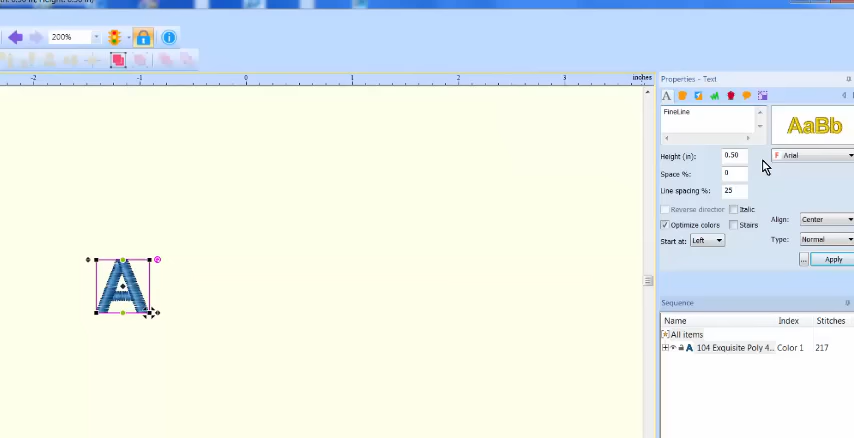 200%
inches
-2 -1 0 1 2 3
Properties - Text
A
FineLine
AaBb
Height (in): 0.50
F Arial
Space %: 0
Line spacing %: 25
Reverse direction Italic
Optimize colors Stairs
Align: Center
Start at: Left
Type: Normal
... Apply
A
Sequence
Name Index Stitches
All items
A 104 Exquisite Poly 4... Color 1 217